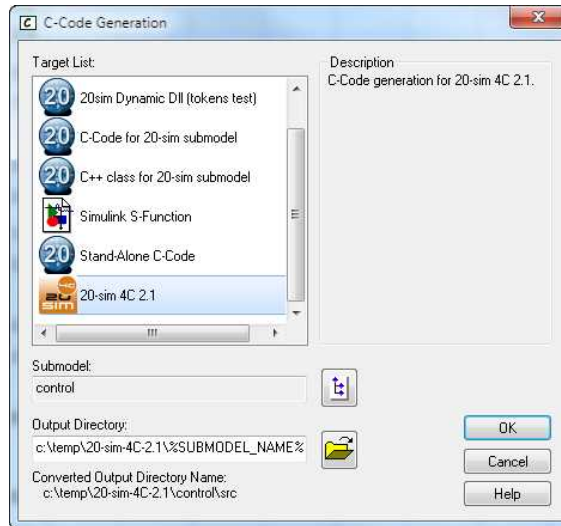 C-Code Generation
Target List:
20sim Dynamic Dll (tokens test)
C-Code for 20-sim submodel
C++ class for 20-sim submodel
Simulink S-Function
Stand-Alone C-Code
20-sim 4C 2.1
Description
C-Code generation for 20-sim 4C 2.1.
Submodel:
control
Output Directory:
c:\temp\20-sim-4C-2.1\%SUBMODEL_NAME%
Converted Output Directory Name:
c:\temp\20-sim-4C-2.1\control\src
OK
Cancel
Help